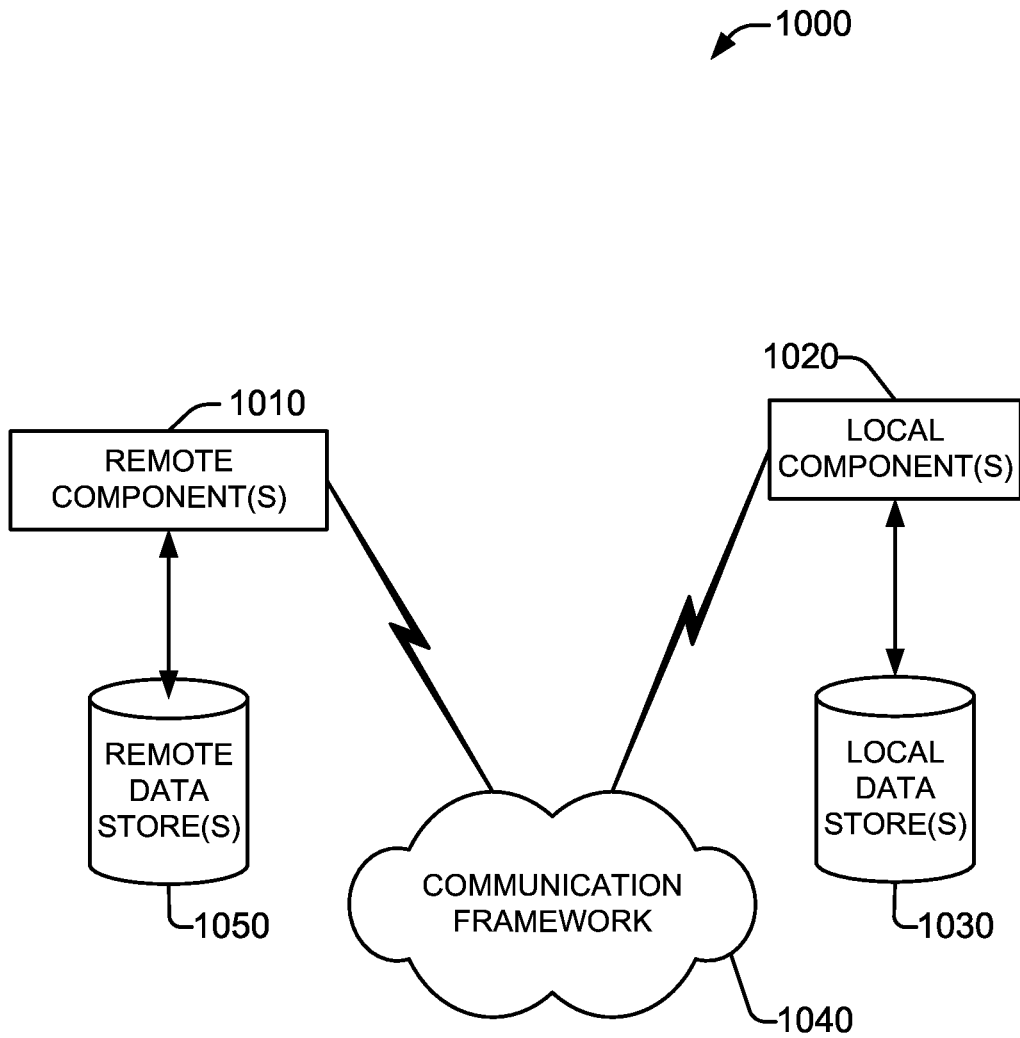 1000
1020
1010
LOCAL
COMPONENT(S)
REMOTE
COMPONENT(S)
REMOTE
DATA
STORE(S)
LOCAL
DATA
STORE(S)
COMMUNICATION
FRAMEWORK
1050
1030
1040